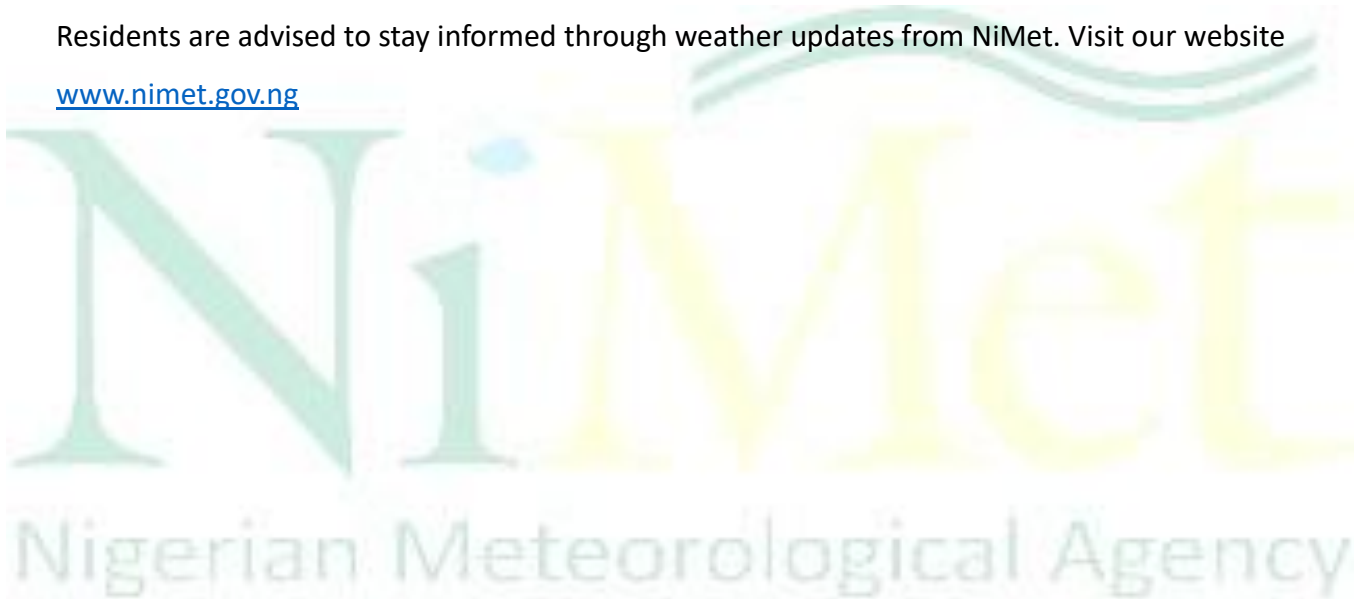 Residents are advised to stay informed through weather updates from NiMet. Visit our website
www.nimet.gov.ng
NiMet
Nigerian Meteorological Agency